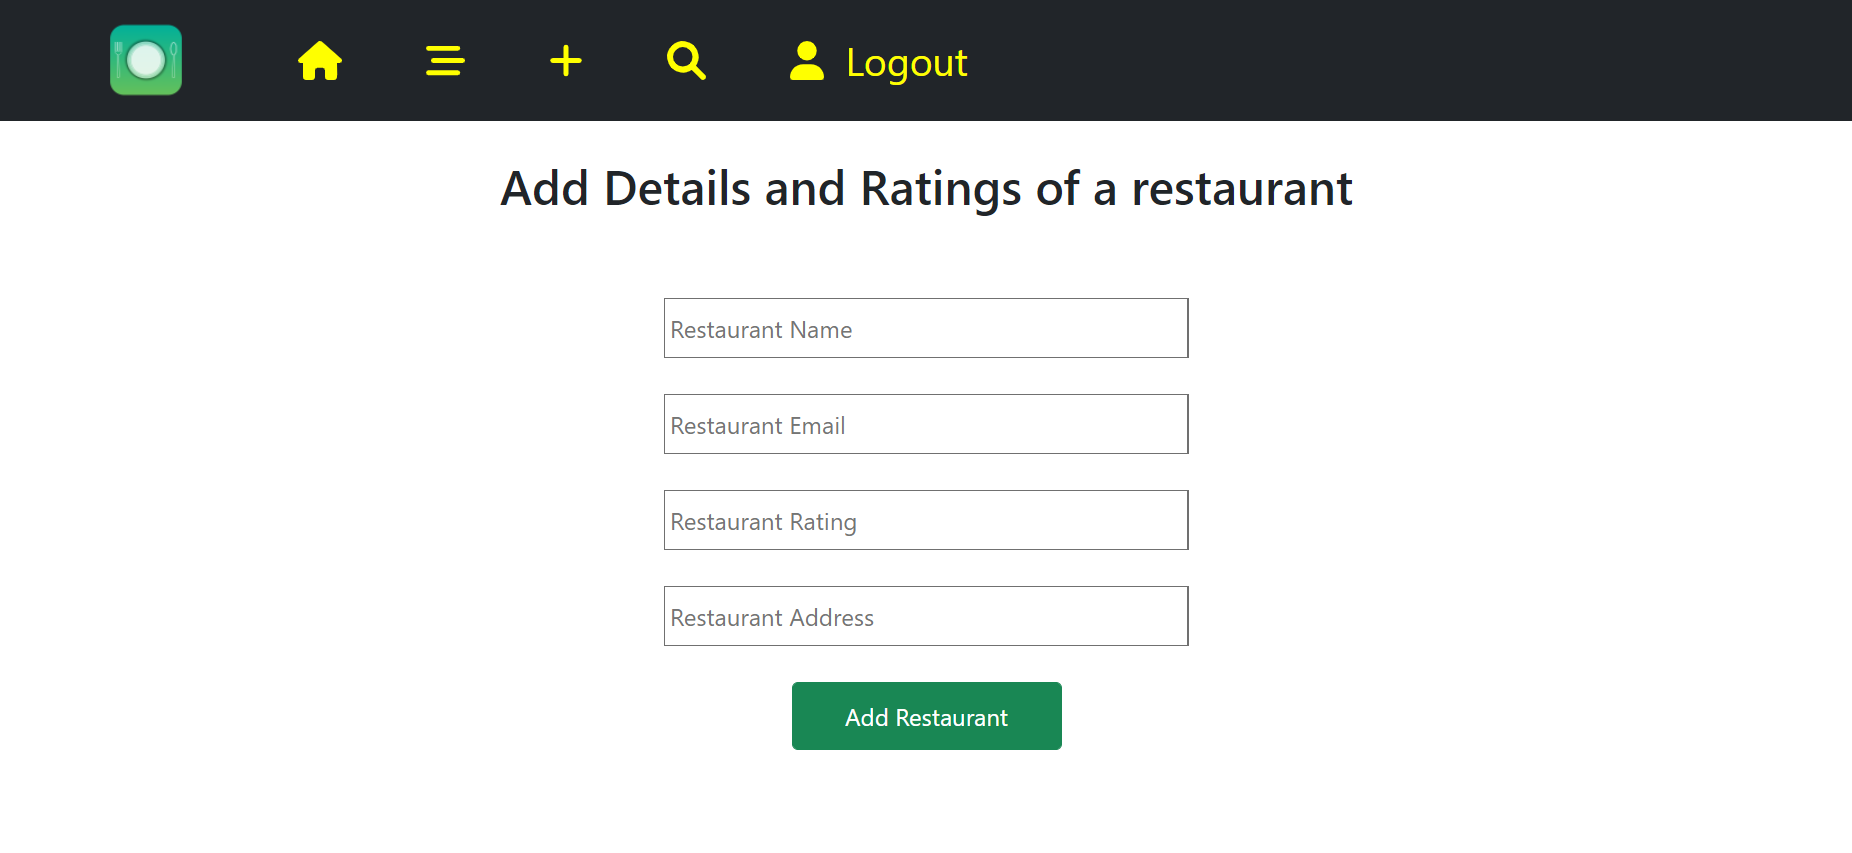 Logout
Add Details and Ratings of a restaurant
Restaurant Name
Restaurant Email
Restaurant Rating
Restaurant Address
Add Restaurant